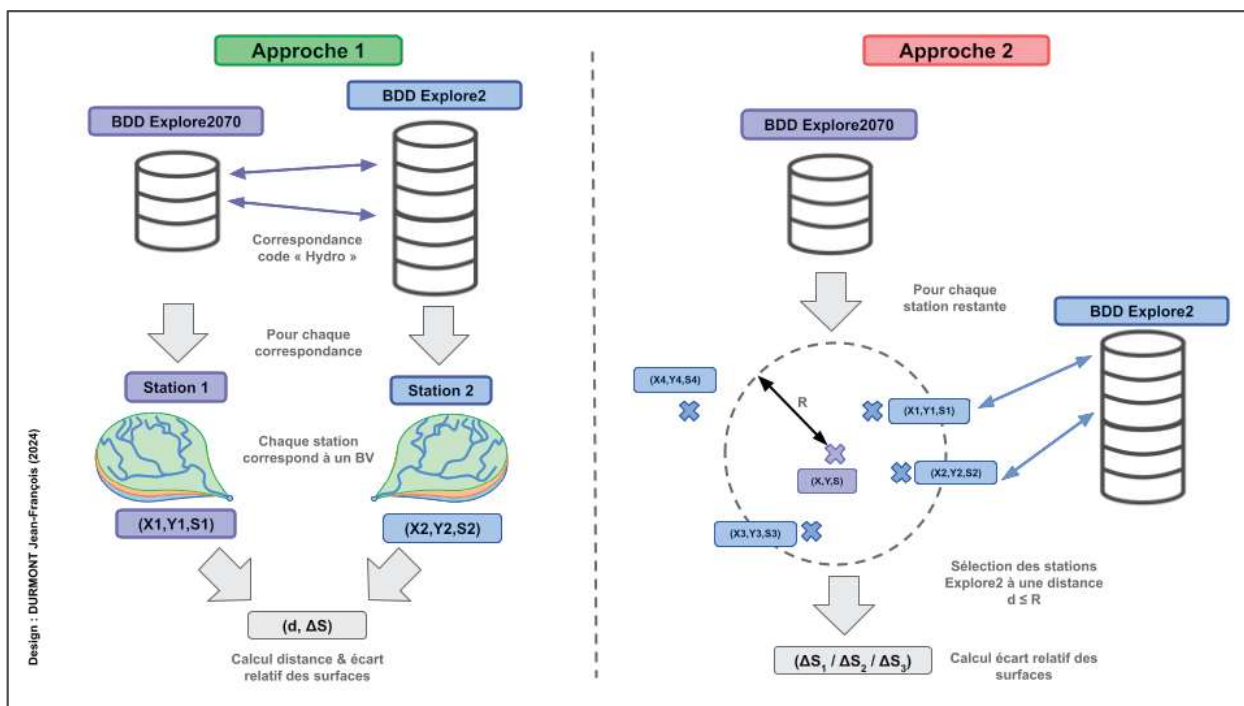 Approche 1
BDD Explore2070
BDD Explore2
Correspondance
code « Hydro »
Pour chaque
correspondance
Station 1
Station 2
Chaque station
correspond à un BV
(X1,Y1,S1)
(X2,Y2,S2)
(d, ΔS)
Calcul distance & écart
relatif des surfaces
Design : DURMONT Jean-François (2024)
Approche 2
BDD Explore2070
Pour chaque
station restante
BDD Explore2
(X4,Y4,S4)
R
(X1,Y1,S1)
(X2,Y2,S2)
(X,Y,S)
(X3,Y3,S3)
Sélection des stations
Explore2 à une distance
d ≤ R
(ΔS1 / ΔS2 / ΔS3)
Calcul écart relatif des
surfaces